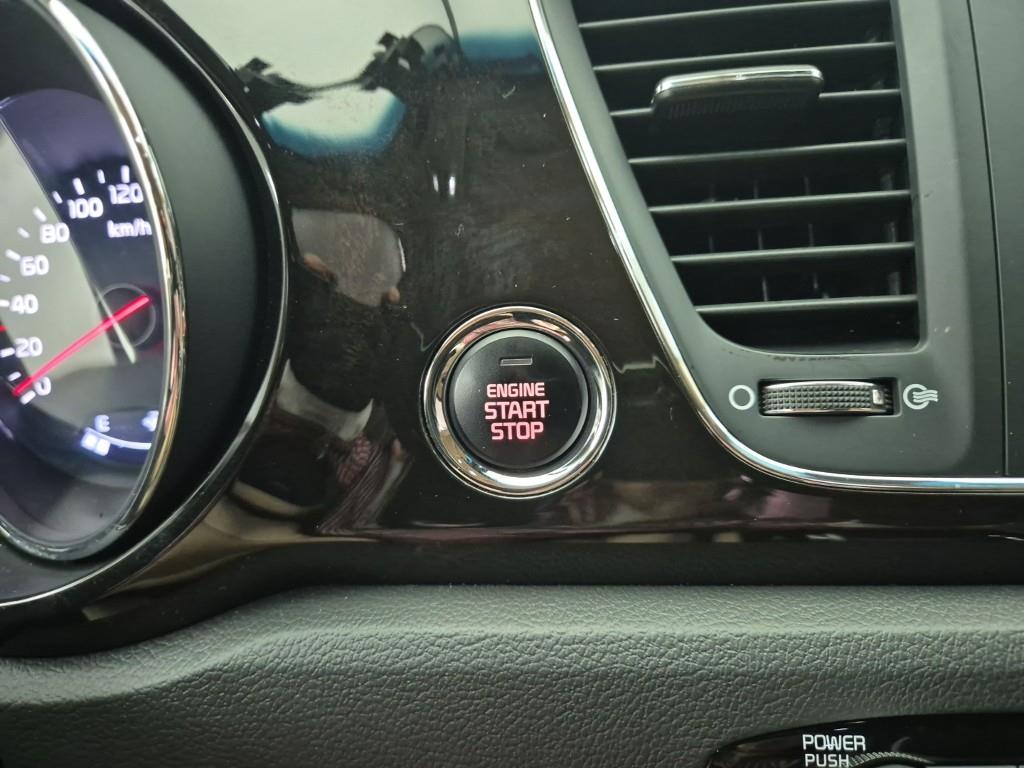 120
100
km/h
80
60
40
20
0
E
ENGINE
START
STOP
POWER
PUSH